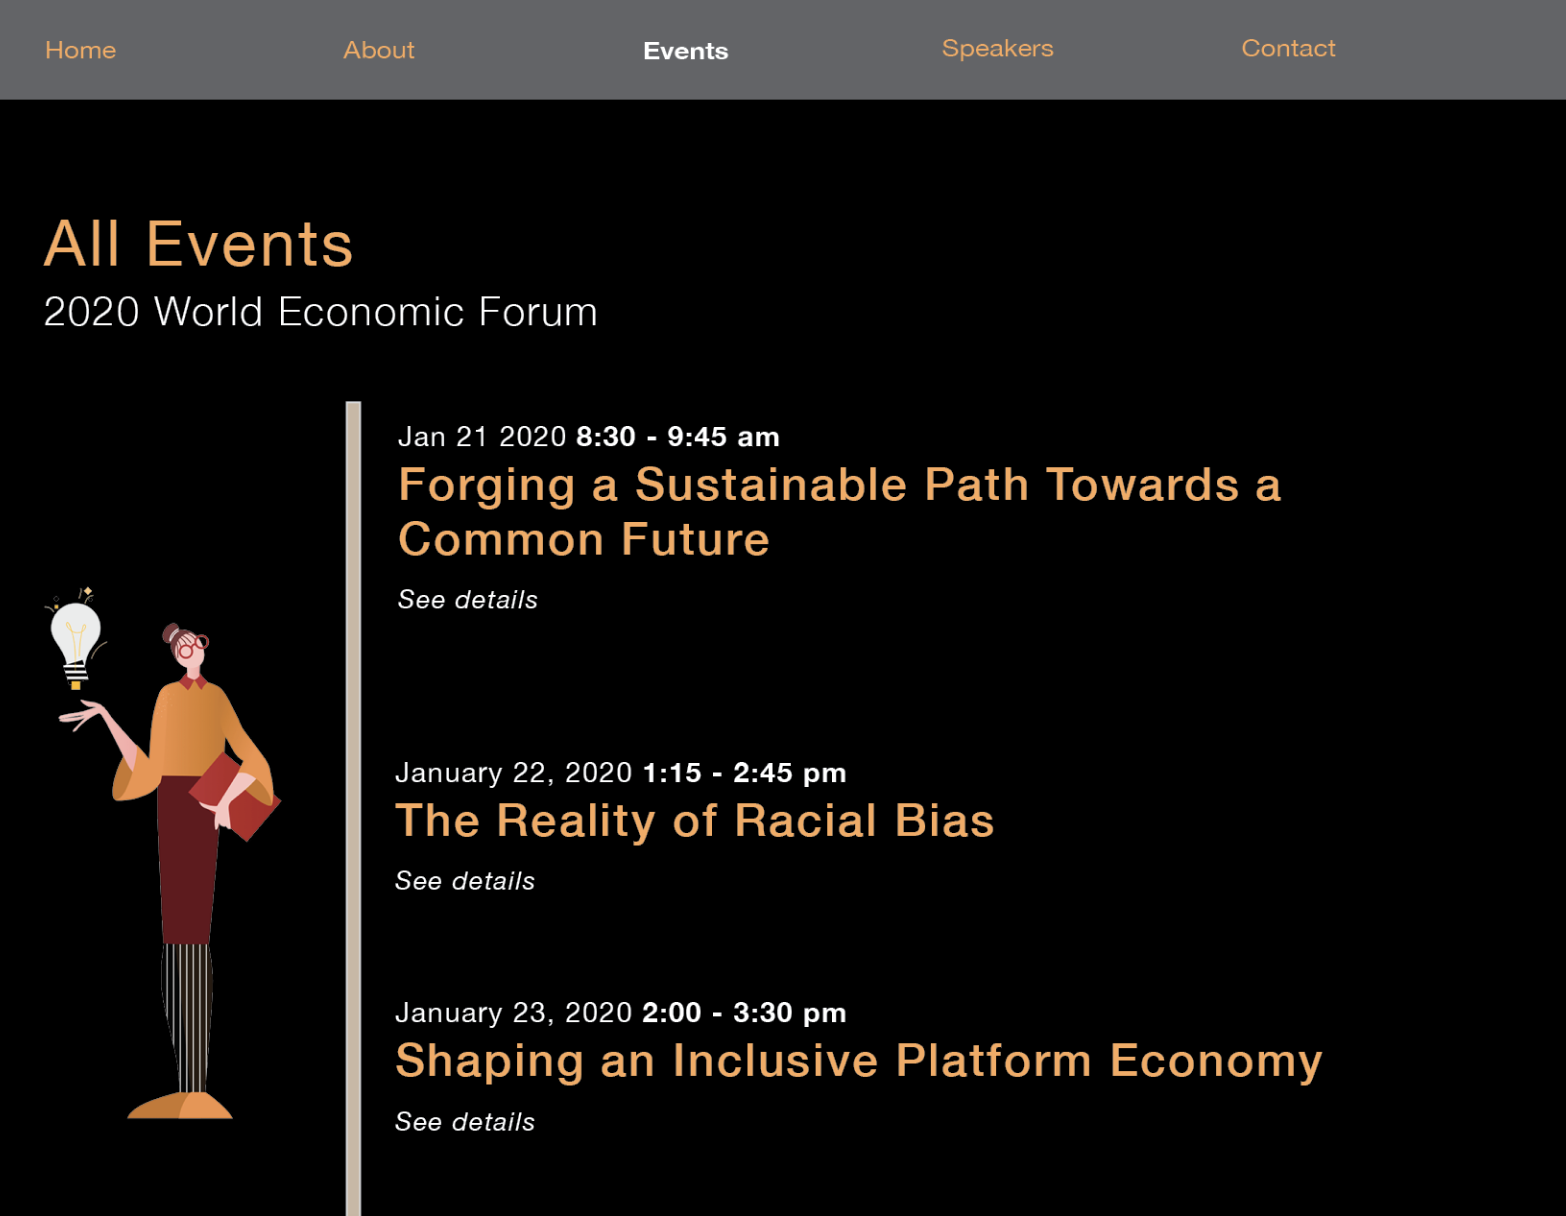 Home About Events Speakers Contact
All Events
2020 World Economic Forum
Jan 21 2020 8:30 - 9:45 am
Forging a Sustainable Path Towards a
Common Future
See details
January 22, 2020 1:15 - 2:45 pm
The Reality of Racial Bias
See details
January 23, 2020 2:00 - 3:30 pm
Shaping an Inclusive Platform Economy
See details